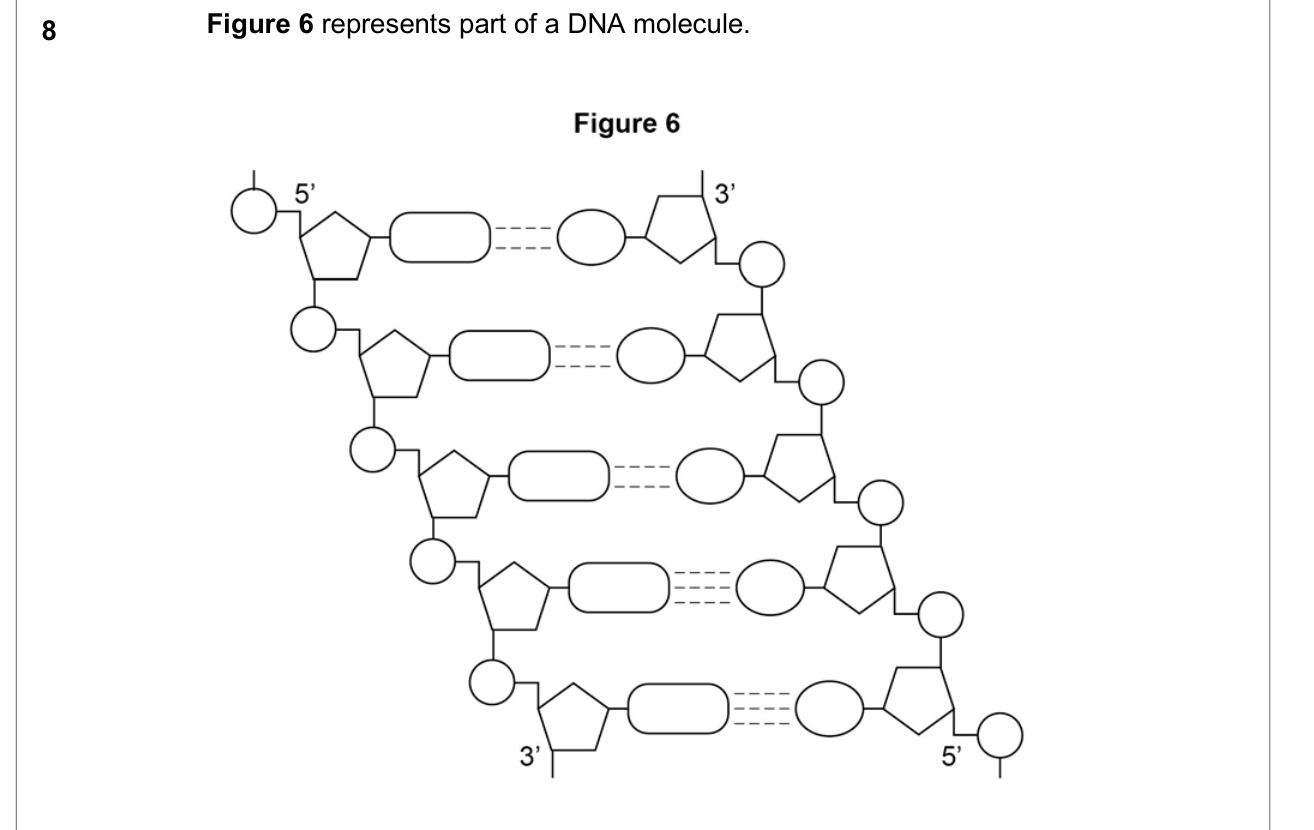 8 Figure 6 represents part of a DNA molecule.
Figure 6
5’ 3’
3’ 5’